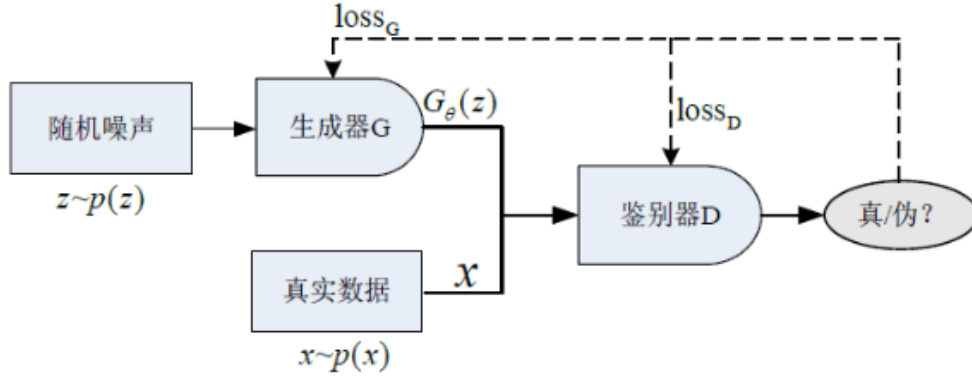 loss_G
随机噪声
生成器G
G_θ(z)
loss_D
z~p(z)
鉴别器D
真/伪?
真实数据
x
x~p(x)